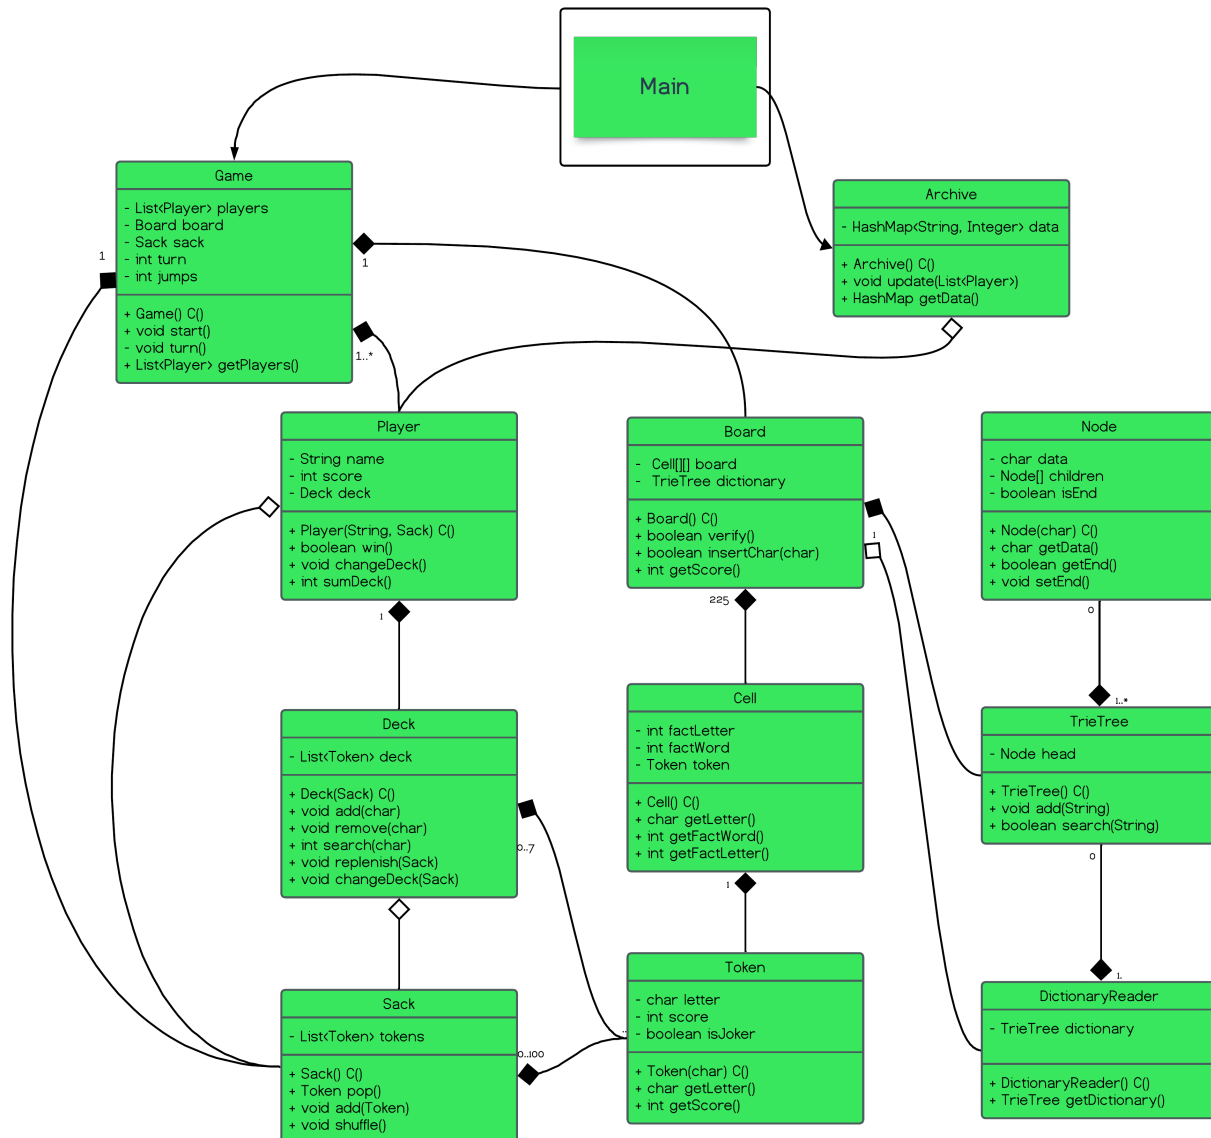 Main
Game
- List<Player> players
- Board board
- Sack sack
- int turn
- int jumps
+ Game() C()
+ void start()
- void turn()
+ List<Player> getPlayers()
1
1
1..*
Archive
- HashMap<String, Integer> data
+ Archive() C()
+ void update(List<Player>)
+ HashMap getData()
Player
- String name
- int score
- Deck deck
+ Player(String, Sack) C()
+ boolean win()
+ void changeDeck()
+ int sumDeck()
1
Board
- Cell[][] board
- TrieTree dictionary
+ Board() C()
+ boolean verify()
+ boolean insertChar(char)
+ int getScore()
1
225
Node
- char data
- Node[] children
- boolean isEnd
+ Node(char) C()
+ char getData()
+ boolean getEnd()
+ void setEnd()
0
1..*
Deck
- List<Token> deck
+ Deck(Sack) C()
+ void add(char)
+ void remove(char)
+ int search(char)
+ void replenish(Sack)
+ void changeDeck(Sack)
0..7
Cell
- int factLetter
- int factWord
- Token token
+ Cell() C()
+ char getLetter()
+ int getFactWord()
+ int getFactLetter()
1
TrieTree
- Node head
+ TrieTree() C()
+ void add(String)
+ boolean search(String)
0
1.
Sack
- List<Token> tokens
+ Sack() C()
+ Token pop()
+ void add(Token)
+ void shuffle()
0..100
Token
- char letter
- int score
- boolean isJoker
+ Token(char) C()
+ char getLetter()
+ int getScore()
DictionaryReader
- TrieTree dictionary
+ DictionaryReader() C()
+ TrieTree getDictionary()